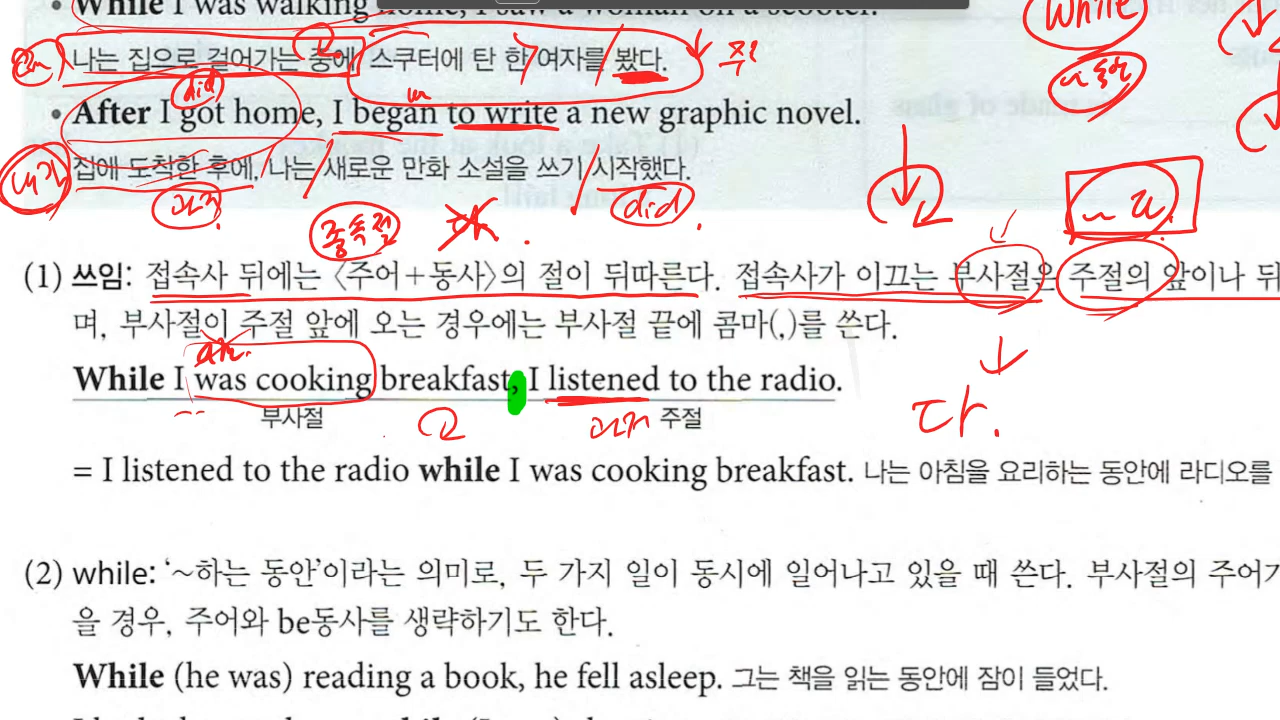 • While I was walking home, I saw a woman on a scooter.
While
나는 집으로 걸어가는 중에 스쿠터에 탄 한 여자를 봤다.
did
• After I got home, I began to write a new graphic novel.
내가
집에 도착한 후에, 나는 새로운 만화 소설을 쓰기 시작했다.
과거 did
종속절
(1) 쓰임: 접속사 뒤에는 〈주어+동사〉의 절이 뒤따른다. 접속사가 이끄는 부사절은 주절의 앞이나 뒤
며, 부사절이 주절 앞에 오는 경우에는 부사절 끝에 콤마(,)를 쓴다.
While I was cooking breakfast, I listened to the radio.
부사절 과거 주절
다.
= I listened to the radio while I was cooking breakfast. 나는 아침을 요리하는 동안에 라디오를
(2) while: ‘~하는 동안’이라는 의미로, 두 가지 일이 동시에 일어나고 있을 때 쓴다. 부사절의 주어가
을 경우, 주어와 be동사를 생략하기도 한다.
While (he was) reading a book, he fell asleep. 그는 책을 읽는 동안에 잠이 들었다.